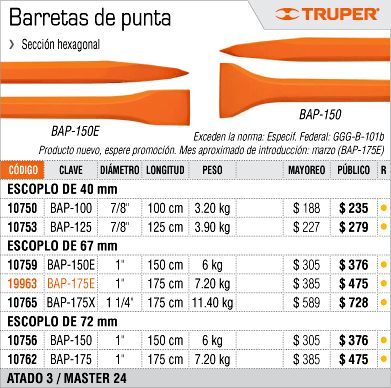 Barretas de punta
TRUPER®
› Sección hexagonal
BAP-150E
BAP-150
Exceden la norma: Especif. Federal: GGG-B-101b
Producto nuevo, espere promoción. Mes aproximado de introducción: marzo (BAP-175E)
CÓDIGO CLAVE DIÁMETRO LONGITUD PESO MAYOREO PÚBLICO R
ESCOPLO DE 40 mm
10750 BAP-100 7/8" 100 cm 3.20 kg $ 188 $ 235
10753 BAP-125 7/8" 125 cm 3.90 kg $ 227 $ 279
ESCOPLO DE 67 mm
10759 BAP-150E 1" 150 cm 6 kg $ 305 $ 376
19963 BAP-175E 1" 175 cm 7.20 kg $ 385 $ 475
10765 BAP-175X 1 1/4" 175 cm 11.40 kg $ 589 $ 728
ESCOPLO DE 72 mm
10756 BAP-150 1" 150 cm 6 kg $ 305 $ 376
10762 BAP-175 1" 175 cm 7.20 kg $ 385 $ 475
ATADO 3 / MASTER 24